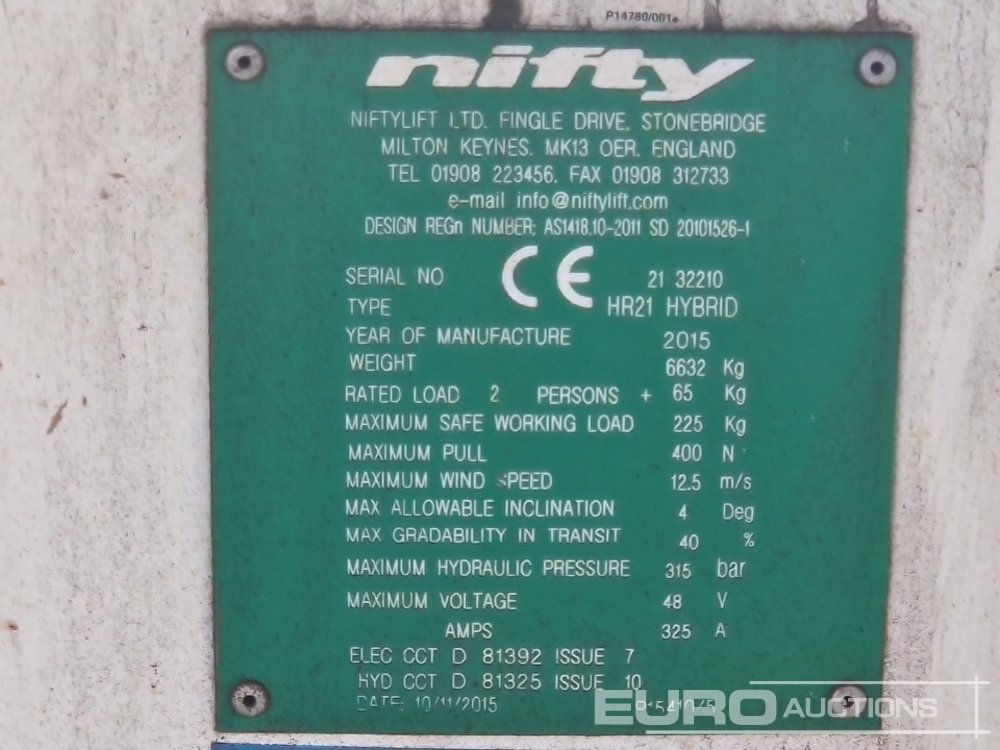 P14780/001
nifty
NIFTYLIFT LTD. FINGLE DRIVE, STONEBRIDGE
MILTON KEYNES. MK13 OER. ENGLAND
TEL 01908 223456. FAX 01908 312733
e-mail info@niftylift.com
DESIGN REGn NUMBER; AS1418.10-2011 SD 20101526-1
CE
SERIAL NO 21 32210
TYPE HR21 HYBRID
YEAR OF MANUFACTURE 2015
WEIGHT 6632 Kg
RATED LOAD 2 PERSONS + 65 Kg
MAXIMUM SAFE WORKING LOAD 225 Kg
MAXIMUM PULL 400 N
MAXIMUM WIND SPEED 12.5 m/s
MAX ALLOWABLE INCLINATION 4 Deg
MAX GRADABILITY IN TRANSIT 40 %
MAXIMUM HYDRAULIC PRESSURE 315 bar
MAXIMUM VOLTAGE 48 V
AMPS 325 A
ELEC CCT D 81392 ISSUE 7
HYD CCT D 81325 ISSUE 10
DATE: 10/11/2015
EURO AUCTIONS